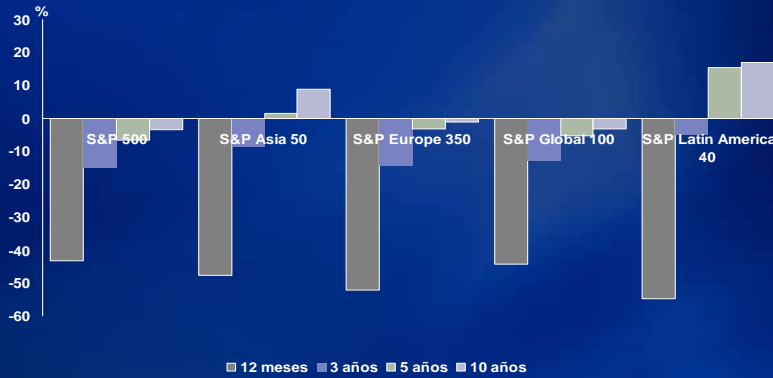 %
30
20
10
0
-10
-20
-30
-40
-50
-60
S&P 500
S&P Asia 50
S&P Europe 350
S&P Global 100
S&P Latin America
40
12 meses
3 años
5 años
10 años